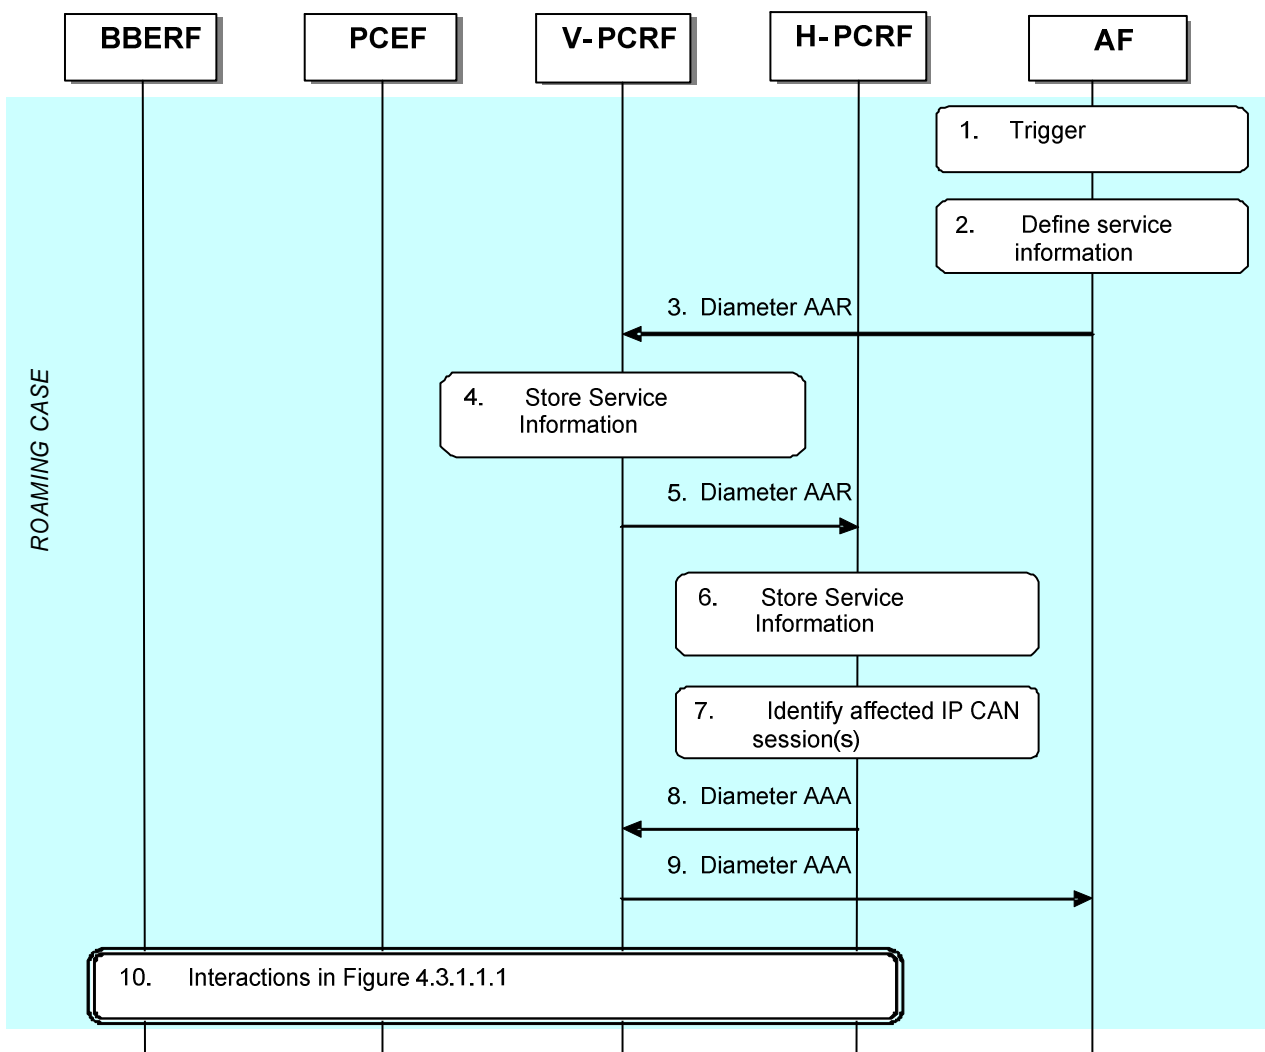 BBERF
PCEF
V-PCRF
H-PCRF
AF
1. Trigger
2. Define service
information
3. Diameter AAR
ROAMING CASE
4. Store Service
Information
5. Diameter AAR
6. Store Service
Information
7. Identify affected IP CAN
session(s)
8. Diameter AAA
9. Diameter AAA
10. Interactions in Figure 4.3.1.1.1